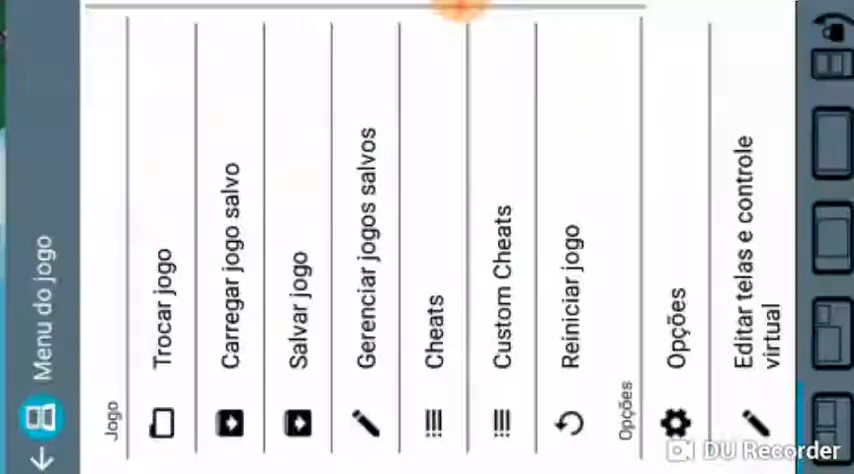 Menu do jogo
Jogo
Trocar jogo
Carregar jogo salvo
Salvar jogo
Gerenciar jogos salvos
Cheats
Custom Cheats
Reiniciar jogo
Opções
Opções
Editar telas e controle
virtual
DU Recorder